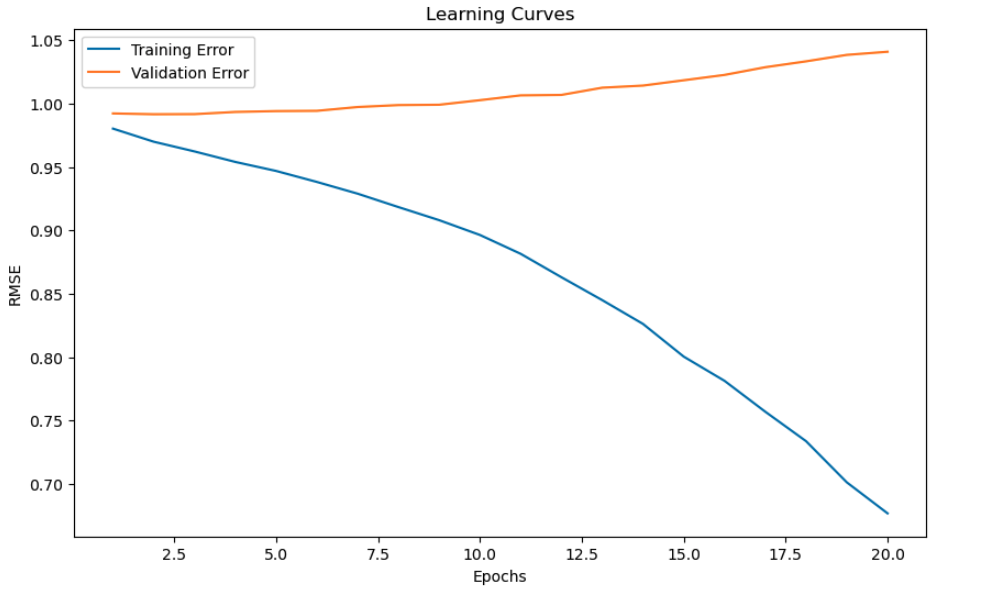 Learning Curves
Training Error
Validation Error
1.05
1.00
0.95
0.90
0.85
0.80
0.75
0.70
RMSE
2.5 5.0 7.5 10.0 12.5 15.0 17.5 20.0
Epochs